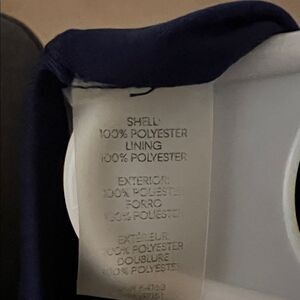 SHELL:
100% POLYESTER
LINING
100% POLYESTER
EXTERIOR:
100% POLIESTER
FORRO
100% POLIESTER
EXTÉRIEUR:
100% POLYESTER
DOUBLURE
100% POLYESTER